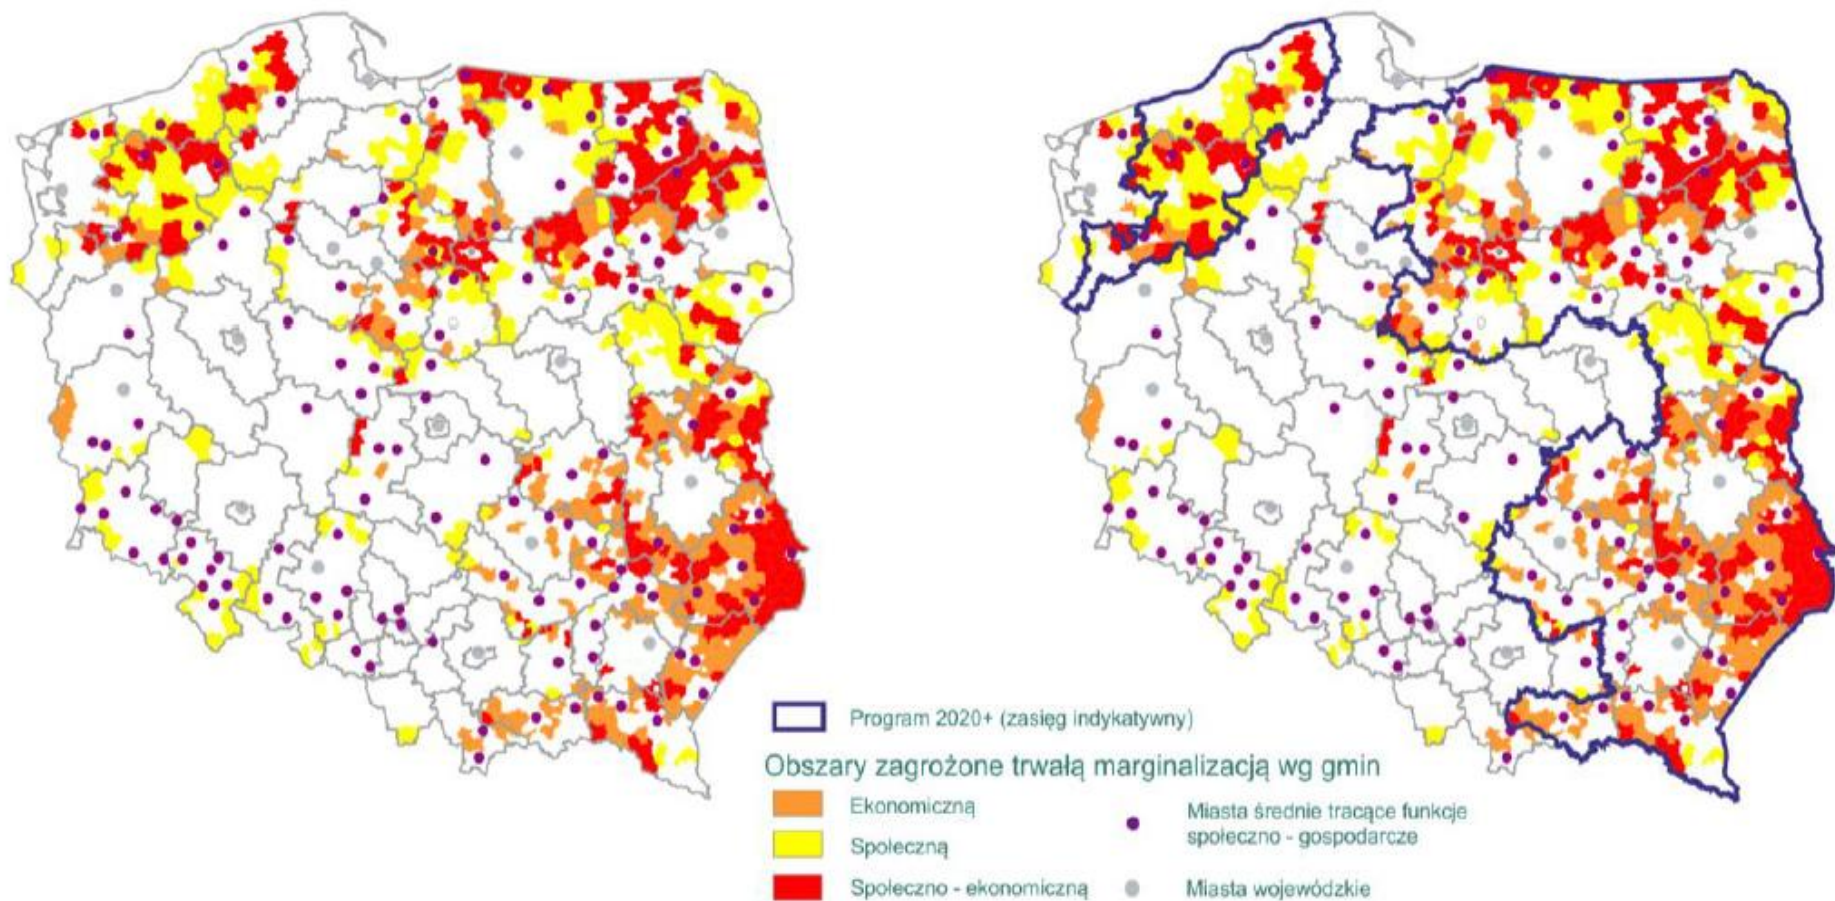 Program 2020+ (zasięg indykatywny)
Obszary zagrożone trwałą marginalizacją wg gmin
Ekonomiczną
Społeczną
Społeczno - ekonomiczną
Miasta średnie tracące funkcje
społeczno - gospodarcze
Miasta wojewódzkie